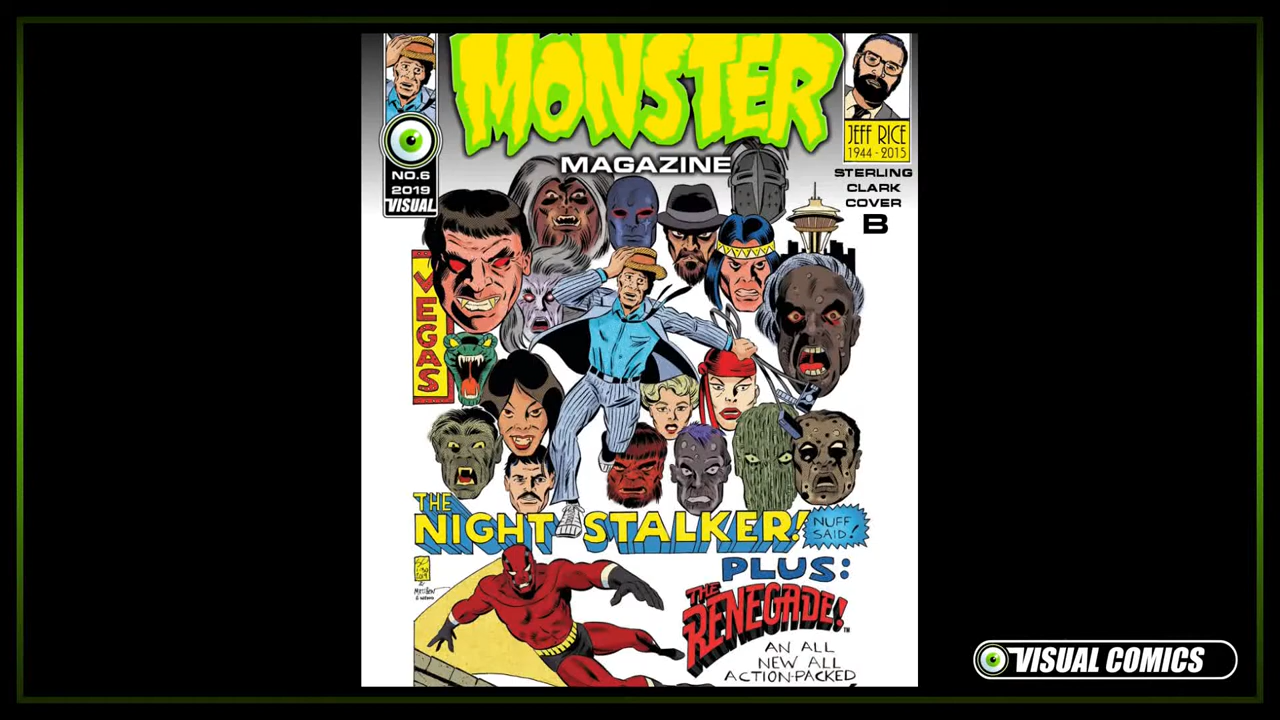 MONSTER
MAGAZINE
NO.6
2019
VISUAL
JEFF RICE
1944-2015
STERLING
CLARK
COVER
B
VEGAS
THE
NIGHT STALKER!
NUFF
SAID!
PLUS:
THE
RENEGADE!
TM
AN ALL
NEW ALL
ACTION-PACKED
VISUAL COMICS